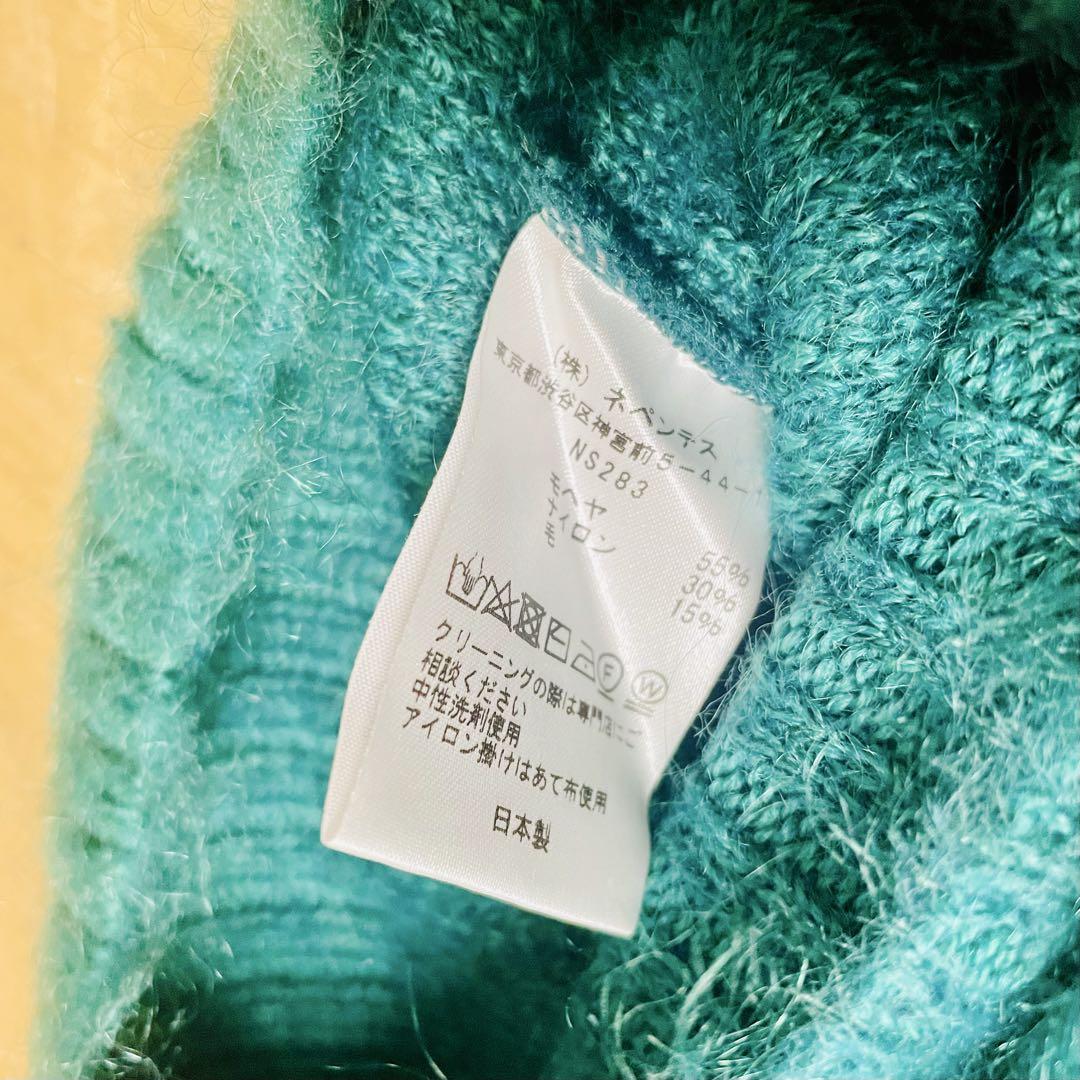 (株) ネペンテス
東京都渋谷区神宮前5-44-
NS283
モヘヤ 55%
ナイロン 30%
毛 15%
F W
クリーニングの際は専門店にご
相談ください
中性洗剤使用
アイロン掛けはあて布使用
日本製